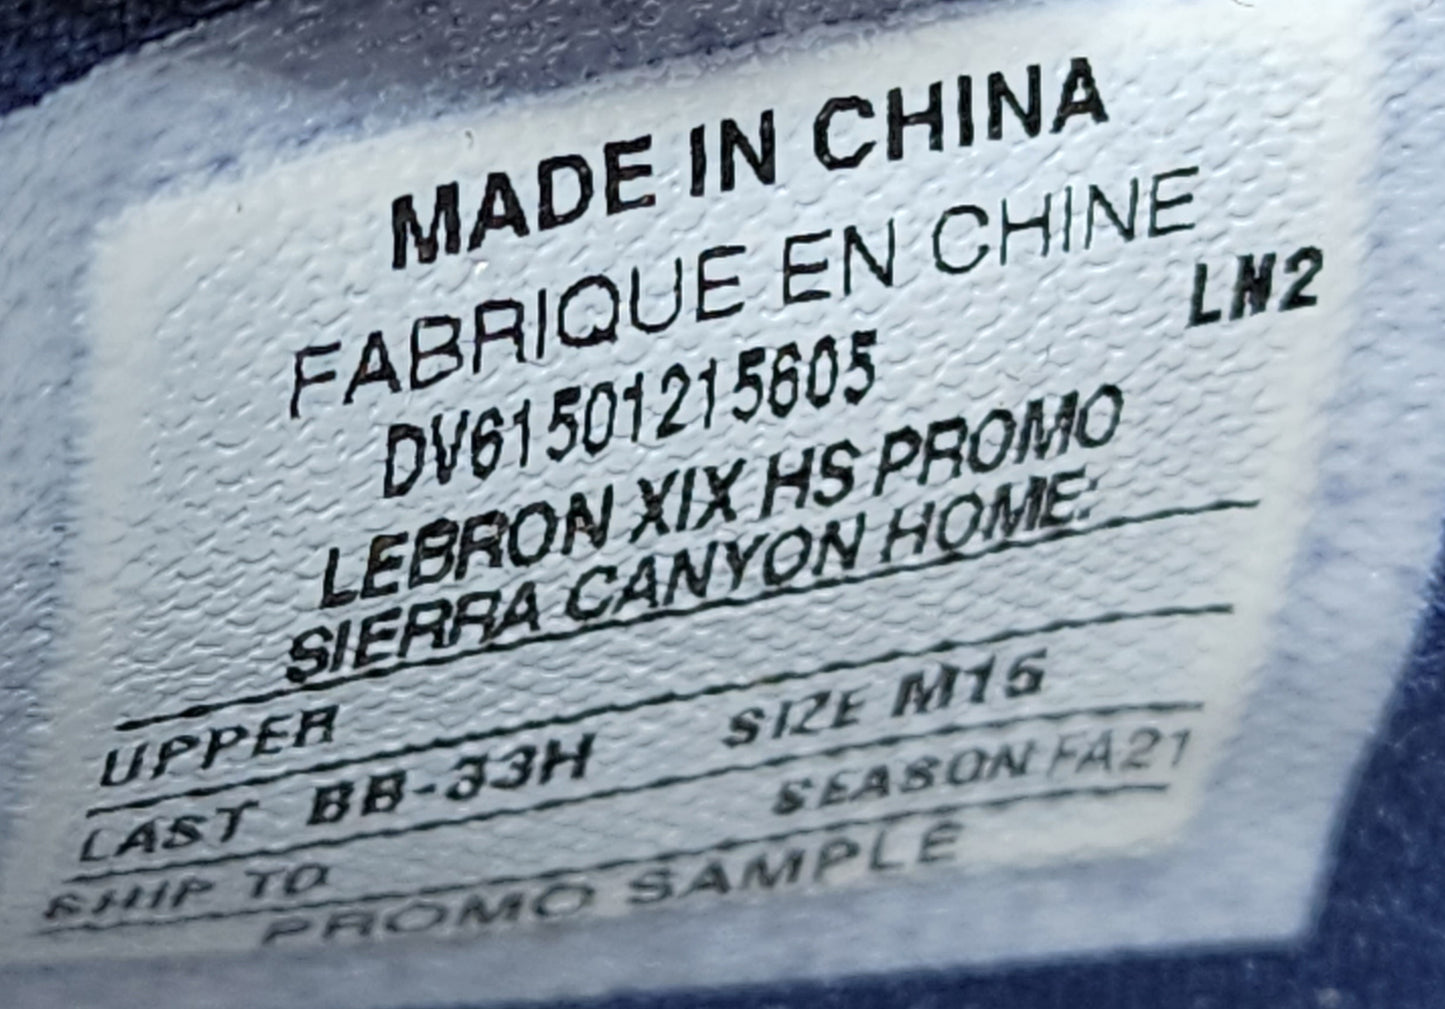 MADE IN CHINA
FABRIQUE EN CHINE
LN2
DV61501215605
LEBRON XIX HS PROMO
SIERRA CANYON HOME:
UPPER
LAST BB-33H SIZE M15
SHIP TO SEASON FA21
PROMO SAMPLE